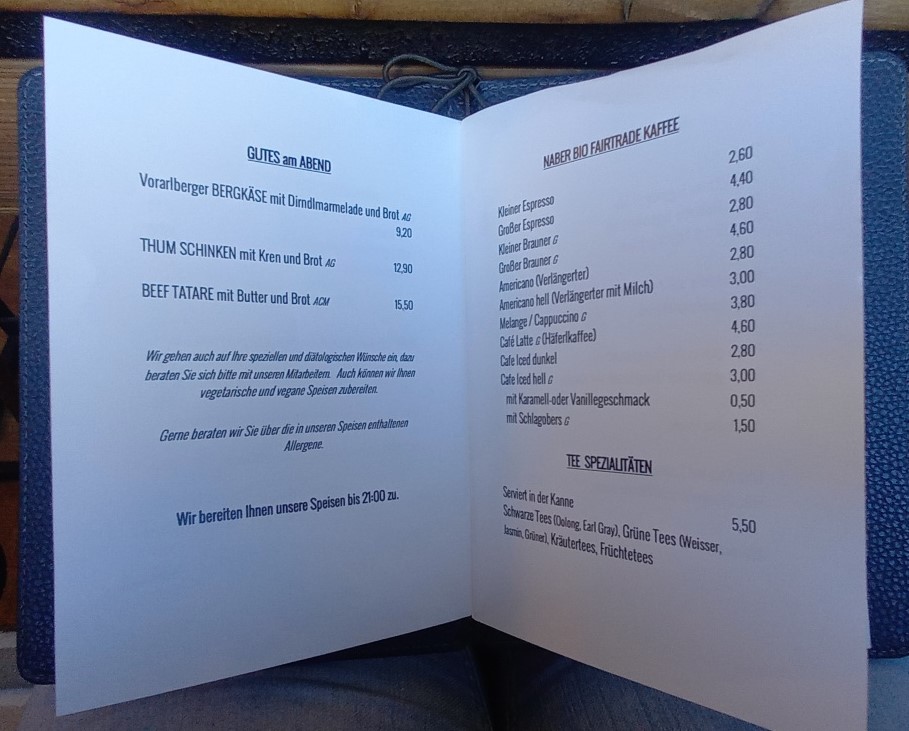 GUTES am ABEND
Vorarlberger BERGKÄSE mit Dirndlmarmelade und Brot AG
9,20
THUM SCHINKEN mit Kren und Brot AG
12,90
BEEF TATARE mit Butter und Brot ACM
15,50
Wir gehen auch auf Ihre speziellen und diätologischen Wünsche ein, dazu
beraten Sie sich bitte mit unseren Mitarbeitern. Auch können wir Ihnen
vegetarische und vegane Speisen zubereiten.
Gerne beraten wir Sie über die in unseren Speisen enthaltenen
Allergene.
Wir bereiten Ihnen unsere Speisen bis 21:00 zu.
NABER BIO FAIRTRADE KAFFEE
Kleiner Espresso 2,60
Großer Espresso 4,40
Kleiner Brauner G 2,80
Großer Brauner G 4,60
Americano (Verlängerter) 2,80
Americano hell (Verlängerter mit Milch) 3,00
Melange / Cappuccino G 3,80
Café Latte G (Häferlkaffee) 4,60
Cafe Iced dunkel 2,80
Cafe Iced hell G 3,00
mit Karamell-oder Vanillegeschmack 0,50
mit Schlagobers G 1,50
TEE SPEZIALITÄTEN
Serviert in der Kanne 5,50
Schwarze Tees (Oolong, Earl Gray), Grüne Tees (Weisser,
Jasmin, Grüner), Kräutertees, Früchtetees